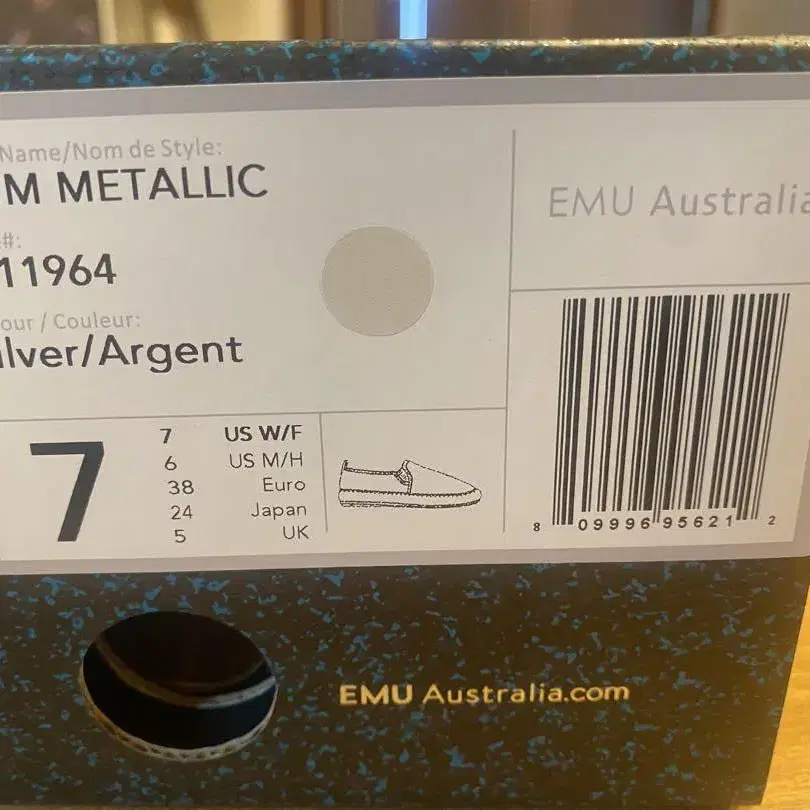 Name/Nom de Style:
M METALLIC
#:
11964
our / Couleur:
lver/Argent
EMU Australia
7
7 US W/F
6 US M/H
38 Euro
24 Japan
5 UK
8 09996 95621 2
EMU Australia.com